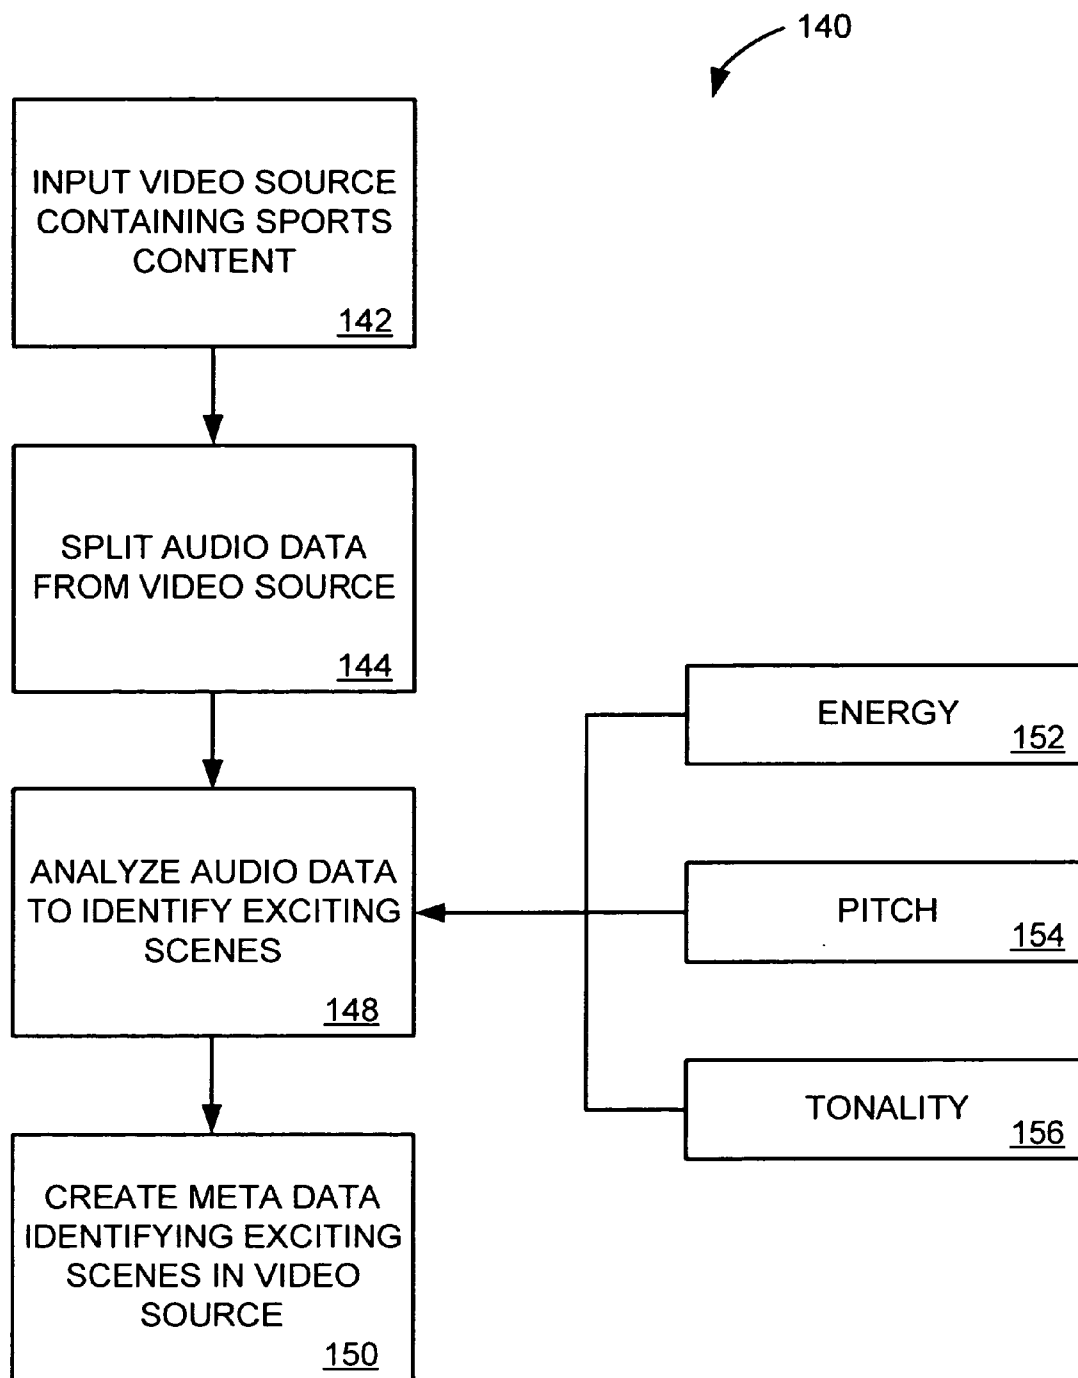 140
INPUT VIDEO SOURCE
CONTAINING SPORTS
CONTENT
142
SPLIT AUDIO DATA
FROM VIDEO SOURCE
144
ANALYZE AUDIO DATA
TO IDENTIFY EXCITING
SCENES
148
CREATE META DATA
IDENTIFYING EXCITING
SCENES IN VIDEO
SOURCE
150
ENERGY
152
PITCH
154
TONALITY
156